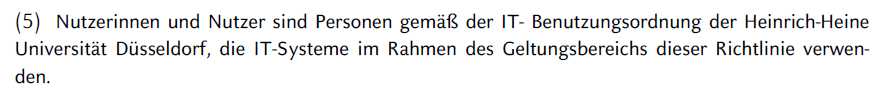 (5) Nutzerinnen und Nutzer sind Personen gemäß der IT- Benutzungsordnung der Heinrich-Heine
Universität Düsseldorf, die IT-Systeme im Rahmen des Geltungsbereichs dieser Richtlinie verwen-
den.